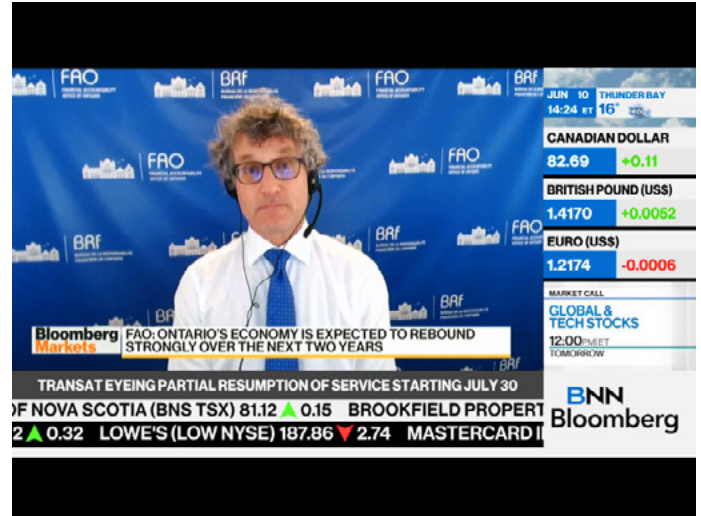 FAO
BRF
FAO
BRF
FAO
FAO
FAO
BRF
BRF
BRF
JUN 10 THUNDER BAY
14:24 ET 16°
CANADIAN DOLLAR
82.69 +0.11
BRITISH POUND (US$)
1.4170 +0.0052
EURO (US$)
1.2174 -0.0006
MARKET CALL
GLOBAL &
TECH STOCKS
12:00PM ET
TOMORROW
Bloomberg
Markets
FAO: ONTARIO'S ECONOMY IS EXPECTED TO REBOUND
STRONGLY OVER THE NEXT TWO YEARS
TRANSAT EYEING PARTIAL RESUMPTION OF SERVICE STARTING JULY 30
OF NOVA SCOTIA (BNS TSX) 81.12 0.15 BROOKFIELD PROPERT
2 0.32 LOWE'S (LOW NYSE) 187.86 2.74 MASTERCARD
BNN
Bloomberg